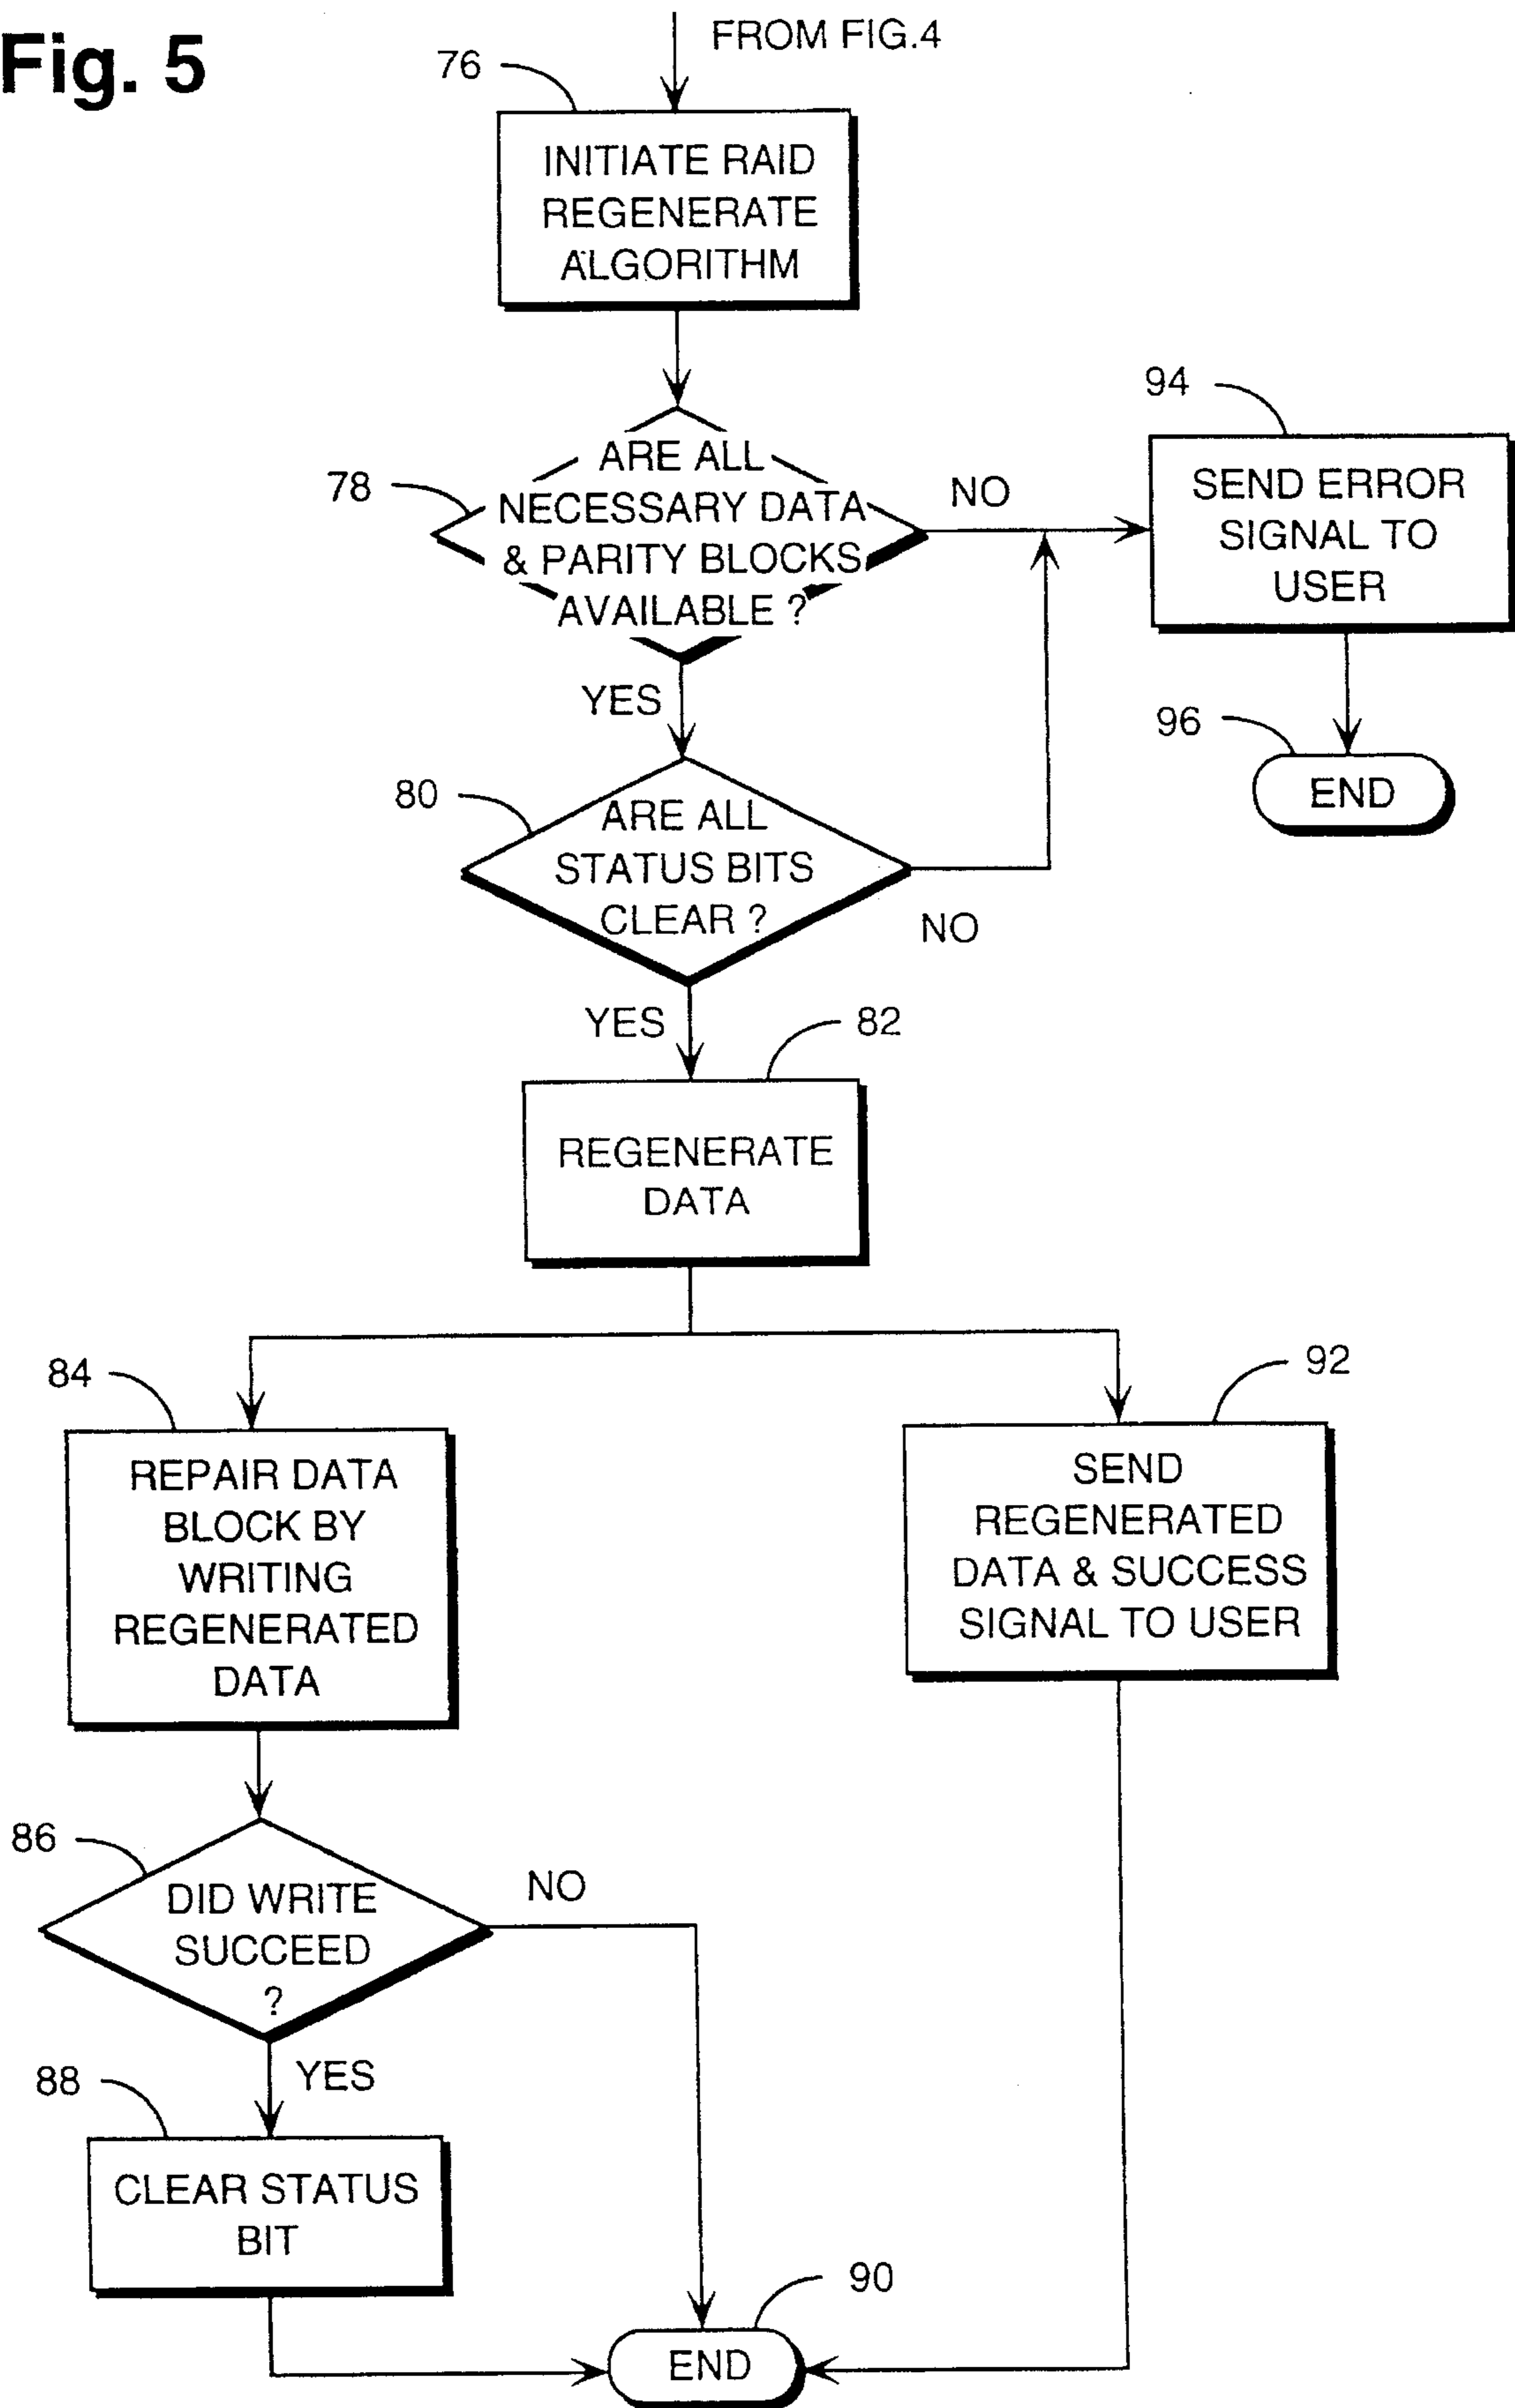 Fig. 5
FROM FIG.4
76
INITIATE RAID
REGENERATE
ALGORITHM
78
ARE ALL
NECESSARY DATA
& PARITY BLOCKS
AVAILABLE ?
NO
94
SEND ERROR
SIGNAL TO
USER
YES
96
END
80
ARE ALL
STATUS BITS
CLEAR ?
NO
YES
82
REGENERATE
DATA
84
REPAIR DATA
BLOCK BY
WRITING
REGENERATED
DATA
92
SEND
REGENERATED
DATA & SUCCESS
SIGNAL TO USER
86
DID WRITE
SUCCEED
?
NO
YES
88
CLEAR STATUS
BIT
90
END